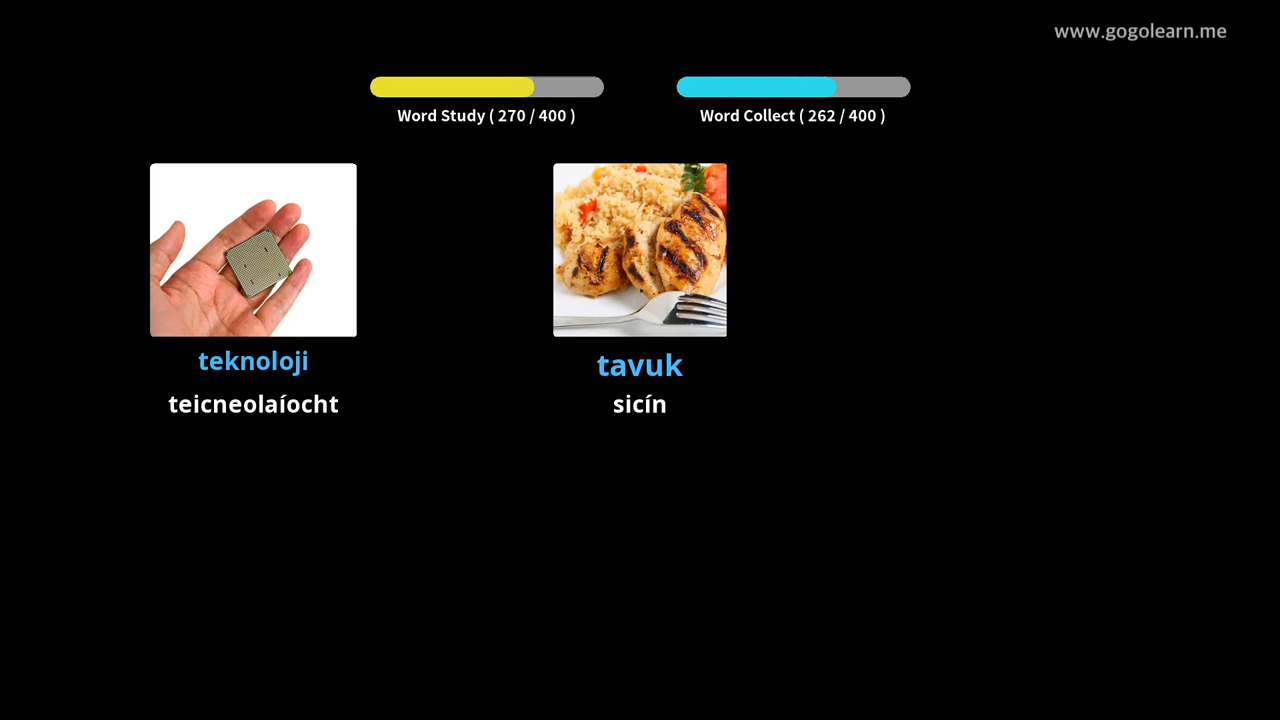 www.gogolearn.me
Word Study ( 270 / 400 )
Word Collect ( 262 / 400 )
teknoloji
teicneolaíocht
tavuk
sicín